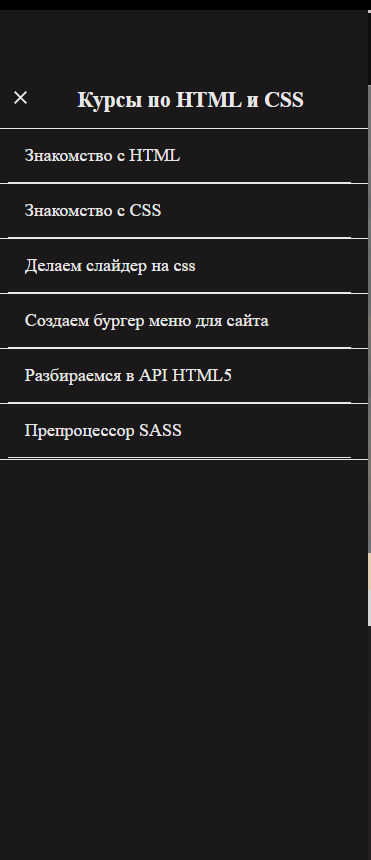 Курсы по HTML и CSS
Знакомство с HTML
Знакомство с CSS
Делаем слайдер на css
Создаем бургер меню для сайта
Разбираемся в API HTML5
Препроцессор SASS